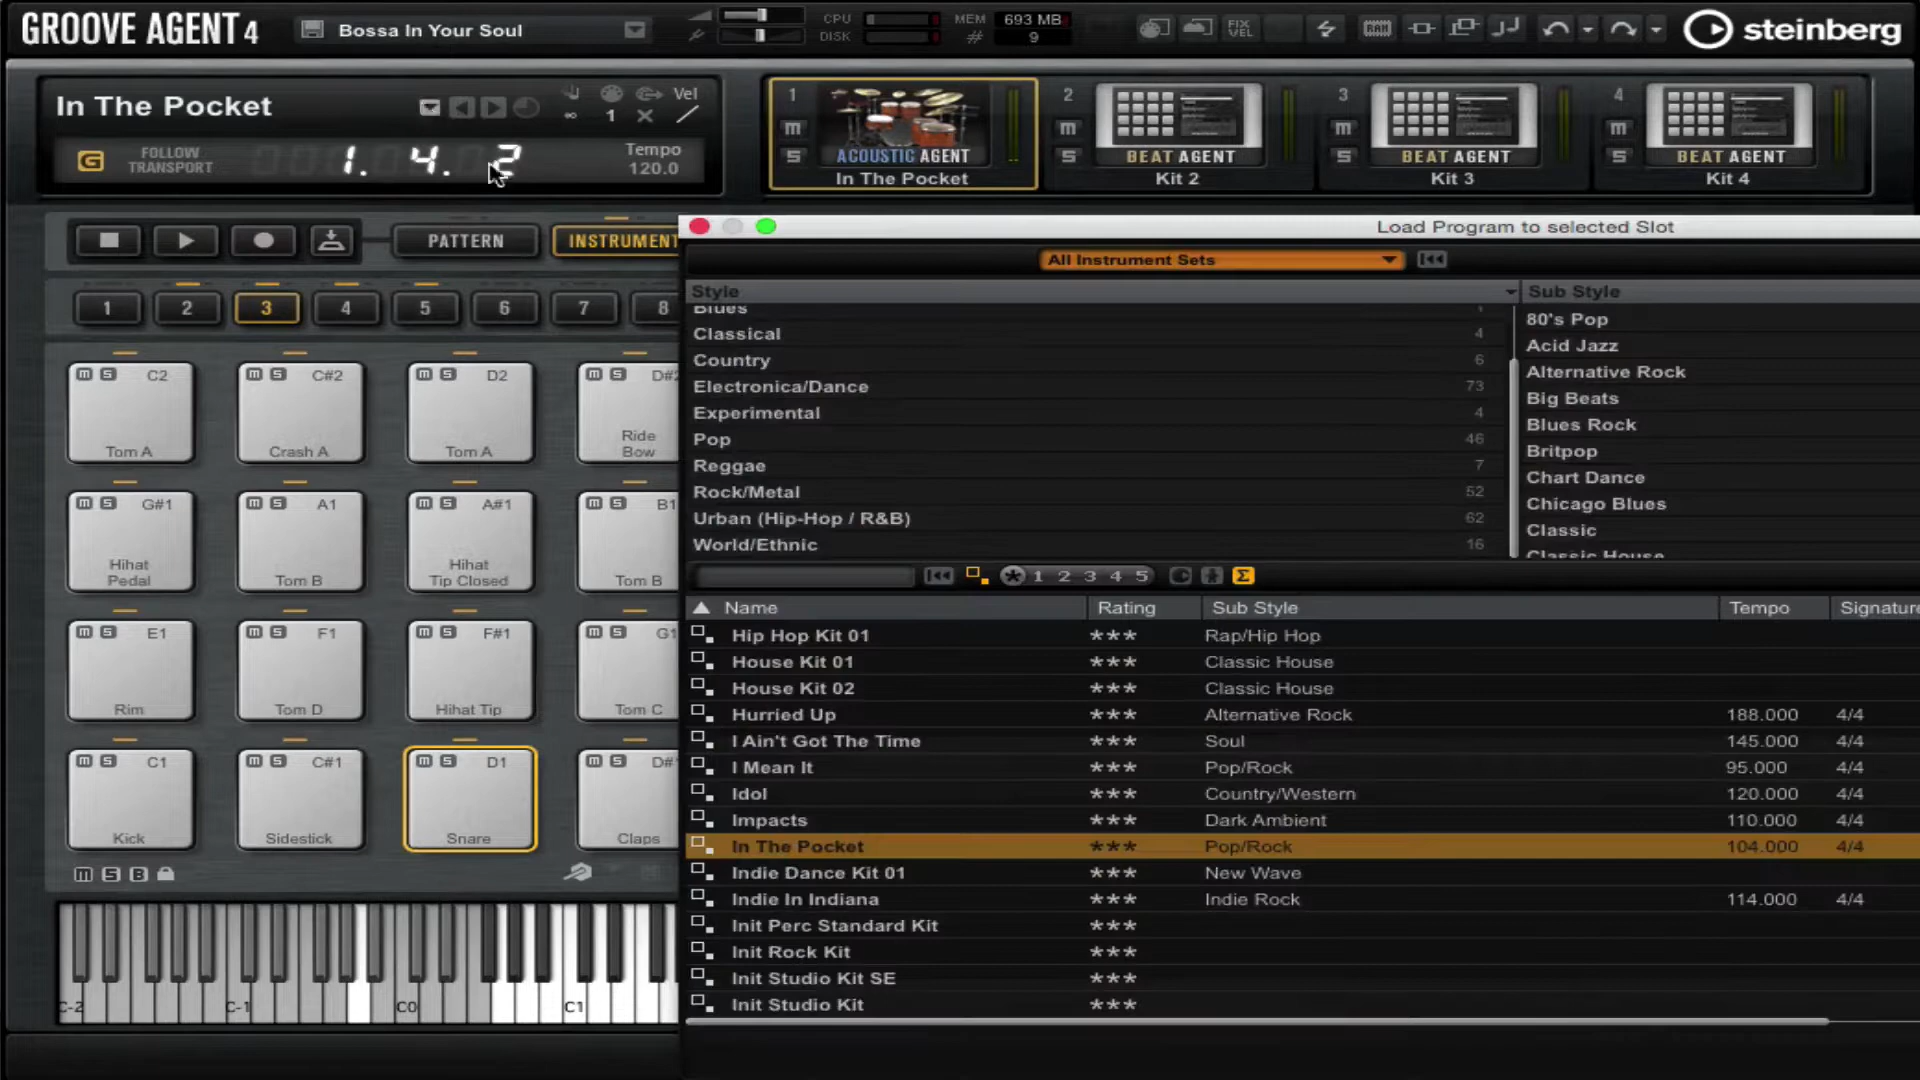 GROOVE AGENT 4
Bossa In Your Soul
CPU
DISK
MEM
#
693 MB
9
FIX
VEL
steinberg
In The Pocket
∞
1
Vel
G
FOLLOW
TRANSPORT
1. 4. 2
Tempo
120.0
1
m
S
ACOUSTIC AGENT
In The Pocket
2
m
S
BEAT AGENT
Kit 2
3
m
S
BEAT AGENT
Kit 3
4
m
S
BEAT AGENT
Kit 4
PATTERN
INSTRUMENT
1 2 3 4 5 6 7 8
m S C2
Tom A
m S C#2
Crash A
m S D2
Tom A
m S D#2
Ride
Bow
m S G#1
Hihat
Pedal
m S A1
Tom B
m S A#1
Hihat
Tip Closed
m S B1
Tom B
m S E1
Rim
m S F1
Tom D
m S F#1
Hihat Tip
m S G1
Tom C
m S C1
Kick
m S C#1
Sidestick
m S D1
Snare
m S D#
Claps
m S B
C-2 C-1 C0 C1
Load Program to selected Slot
All Instrument Sets
Style
Blues
Classical 4
Country 6
Electronica/Dance 73
Experimental 4
Pop 46
Reggae 7
Rock/Metal 52
Urban (Hip-Hop / R&B) 62
World/Ethnic 16
Sub Style
80's Pop
Acid Jazz
Alternative Rock
Big Beats
Blues Rock
Britpop
Chart Dance
Chicago Blues
Classic
Classic House
* 1 2 3 4 5 Σ
Name Rating Sub Style Tempo Signature
Hip Hop Kit 01 *** Rap/Hip Hop
House Kit 01 *** Classic House
House Kit 02 *** Classic House
Hurried Up *** Alternative Rock 188.000 4/4
I Ain't Got The Time *** Soul 145.000 4/4
I Mean It *** Pop/Rock 95.000 4/4
Idol *** Country/Western 120.000 4/4
Impacts *** Dark Ambient 110.000 4/4
In The Pocket *** Pop/Rock 104.000 4/4
Indie Dance Kit 01 *** New Wave
Indie In Indiana *** Indie Rock 114.000 4/4
Init Perc Standard Kit ***
Init Rock Kit ***
Init Studio Kit SE ***
Init Studio Kit ***